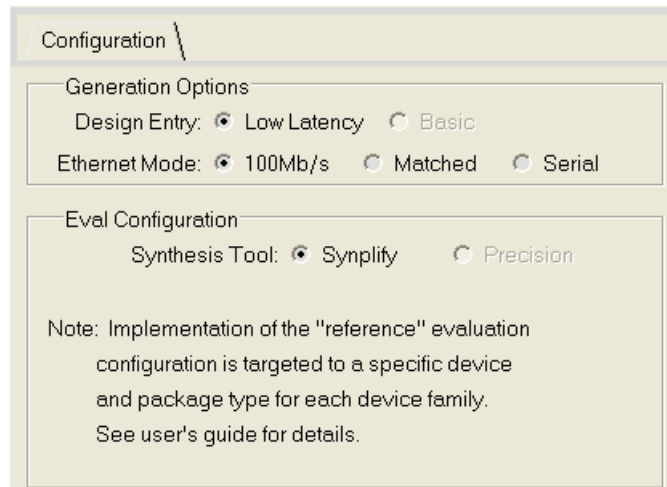 Configuration
Generation Options
Design Entry: Low Latency Basic
Ethernet Mode: 100Mb/s Matched Serial
Eval Configuration
Synthesis Tool: Synplify Precision
Note: Implementation of the "reference" evaluation
configuration is targeted to a specific device
and package type for each device family.
See user's guide for details.